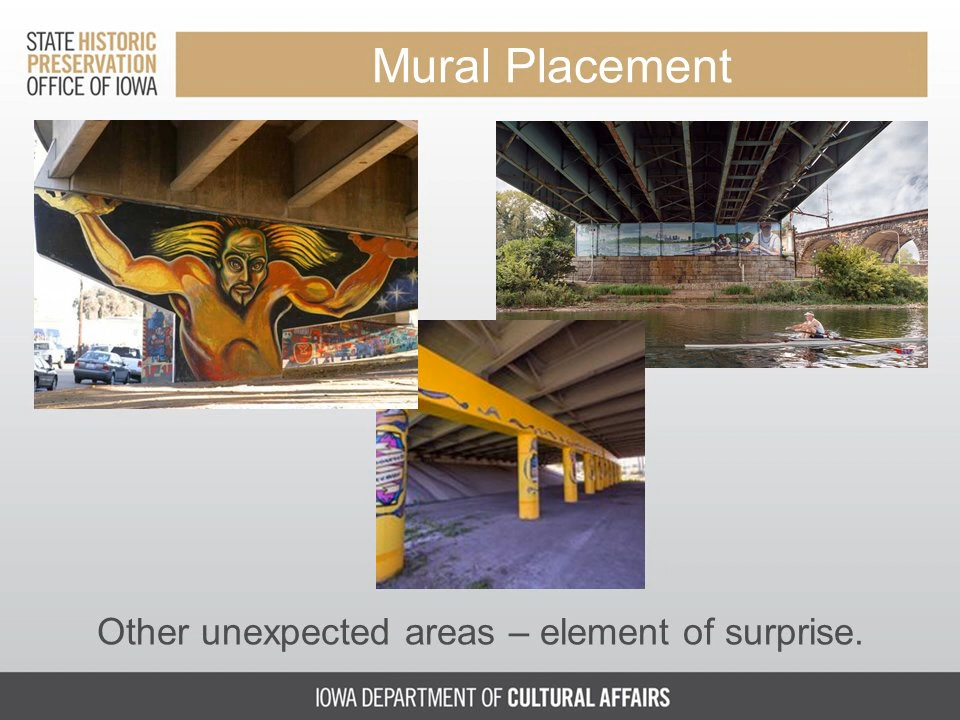 STATE HISTORIC
PRESERVATION
OFFICE OF IOWA
Mural Placement
Other unexpected areas – element of surprise.
IOWA DEPARTMENT OF CULTURAL AFFAIRS